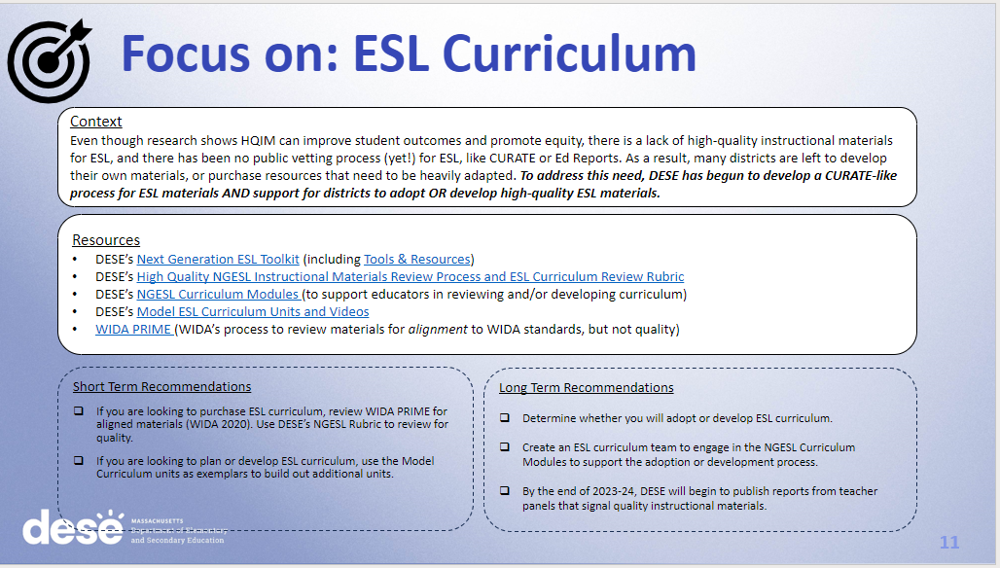 Focus on: ESL Curriculum
Context
Even though research shows HQIM can improve student outcomes and promote equity, there is a lack of high-quality instructional materials
for ESL, and there has been no public vetting process (yet!) for ESL, like CURATE or Ed Reports. As a result, many districts are left to develop
their own materials, or purchase resources that need to be heavily adapted. To address this need, DESE has begun to develop a CURATE-like
process for ESL materials AND support for districts to adopt OR develop high-quality ESL materials.
Resources
• DESE's Next Generation ESL Toolkit (including Tools & Resources)
• DESE's High Quality NGESL Instructional Materials Review Process and ESL Curriculum Review Rubric
• DESE's NGESL Curriculum Modules (to support educators in reviewing and/or developing curriculum)
• DESE's Model ESL Curriculum Units and Videos
• WIDA PRIME (WIDA's process to review materials for alignment to WIDA standards, but not quality)
Short Term Recommendations
❑ If you are looking to purchase ESL curriculum, review WIDA PRIME for
aligned materials (WIDA 2020). Use DESE's NGESL Rubric to review for
quality.
❑ If you are looking to plan or develop ESL curriculum, use the Model
Curriculum units as exemplars to build out additional units.
Long Term Recommendations
❑ Determine whether you will adopt or develop ESL curriculum.
❑ Create an ESL curriculum team to engage in the NGESL Curriculum
Modules to support the adoption or development process.
❑ By the end of 2023-24, DESE will begin to publish reports from teacher
panels that signal quality instructional materials.
dese
MASSACHUSETTS
Department of Elementary
and Secondary Education
11